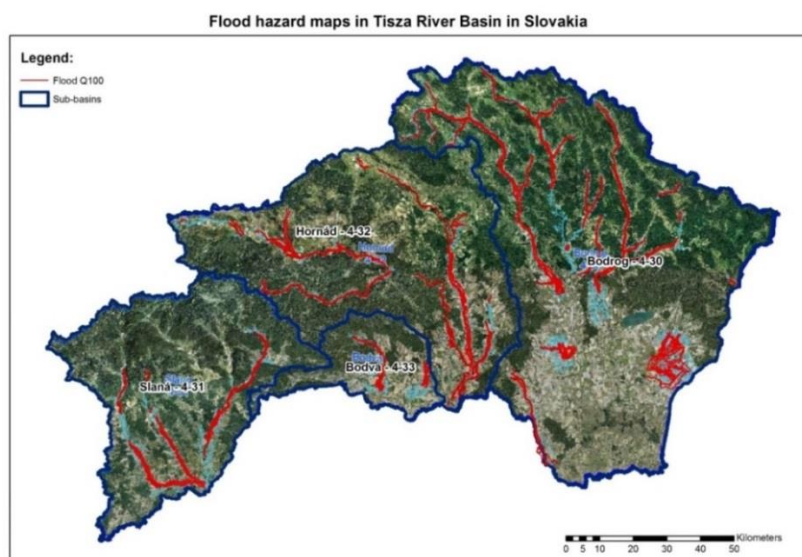 Flood hazard maps in Tisza River Basin in Slovakia
Legend:
Flood Q100
Sub-basins
Hornád - 4-32
Bodrog - 4-30
Slaná - 4-31
Bodva - 4-33
Kilometers
0 5 10 20 30 40 50